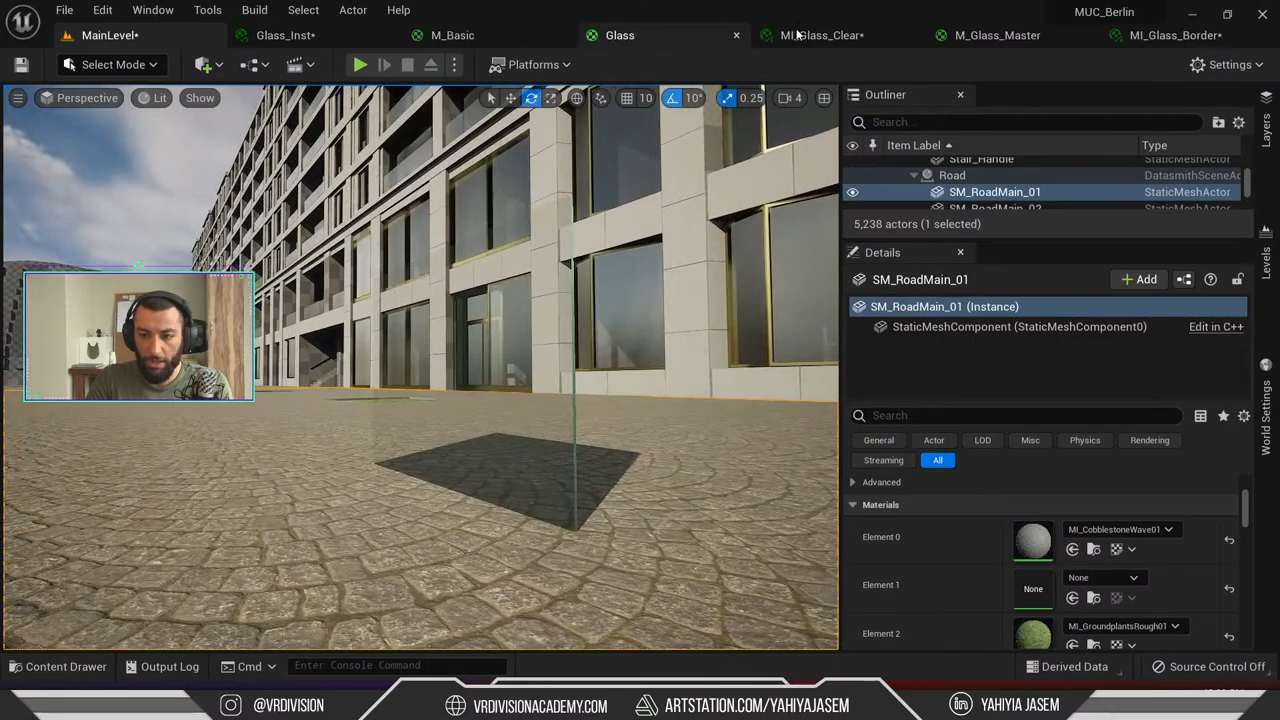 File Edit Window Tools Build Select Actor Help
MUC_Berlin
MainLevel* Glass_Inst* M_Basic Glass MI_Glass_Clear* M_Glass_Master MI_Glass_Border*
Select Mode Platforms Settings
Perspective Lit Show 10 10° 0.25 4
Outliner
Search...
Item Label Type
Stair_Handle StaticMeshActor
Road DatasmithSceneAc
SM_RoadMain_01 StaticMeshActor
SM_RoadMain_02 StaticMeshActor
5,238 actors (1 selected)
Details
SM_RoadMain_01 Add
SM_RoadMain_01 (Instance)
StaticMeshComponent (StaticMeshComponent0) Edit in C++
Search
General Actor LOD Misc Physics Rendering
Streaming All
Advanced
Materials
Element 0 MI_CobblestoneWave01
Element 1 None None
Element 2 MI_GroundplantsRough01
Layers
Levels
World Settings
Content Drawer Output Log Cmd Enter Console Command Derived Data Source Control Off
@VRDIVISION VRDIVISIONACADEMY.COM ARTSTATION.COM/YAHIYAJASEM YAHIYIA JASEM